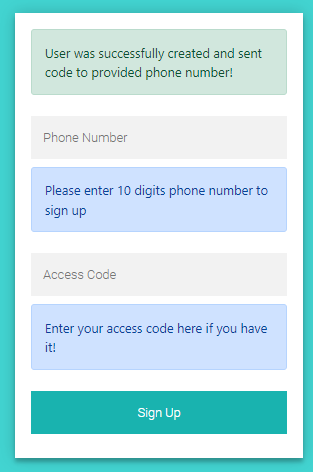 User was successfully created and sent
code to provided phone number!
Phone Number
Please enter 10 digits phone number to
sign up
Access Code
Enter your access code here if you have
it!
Sign Up